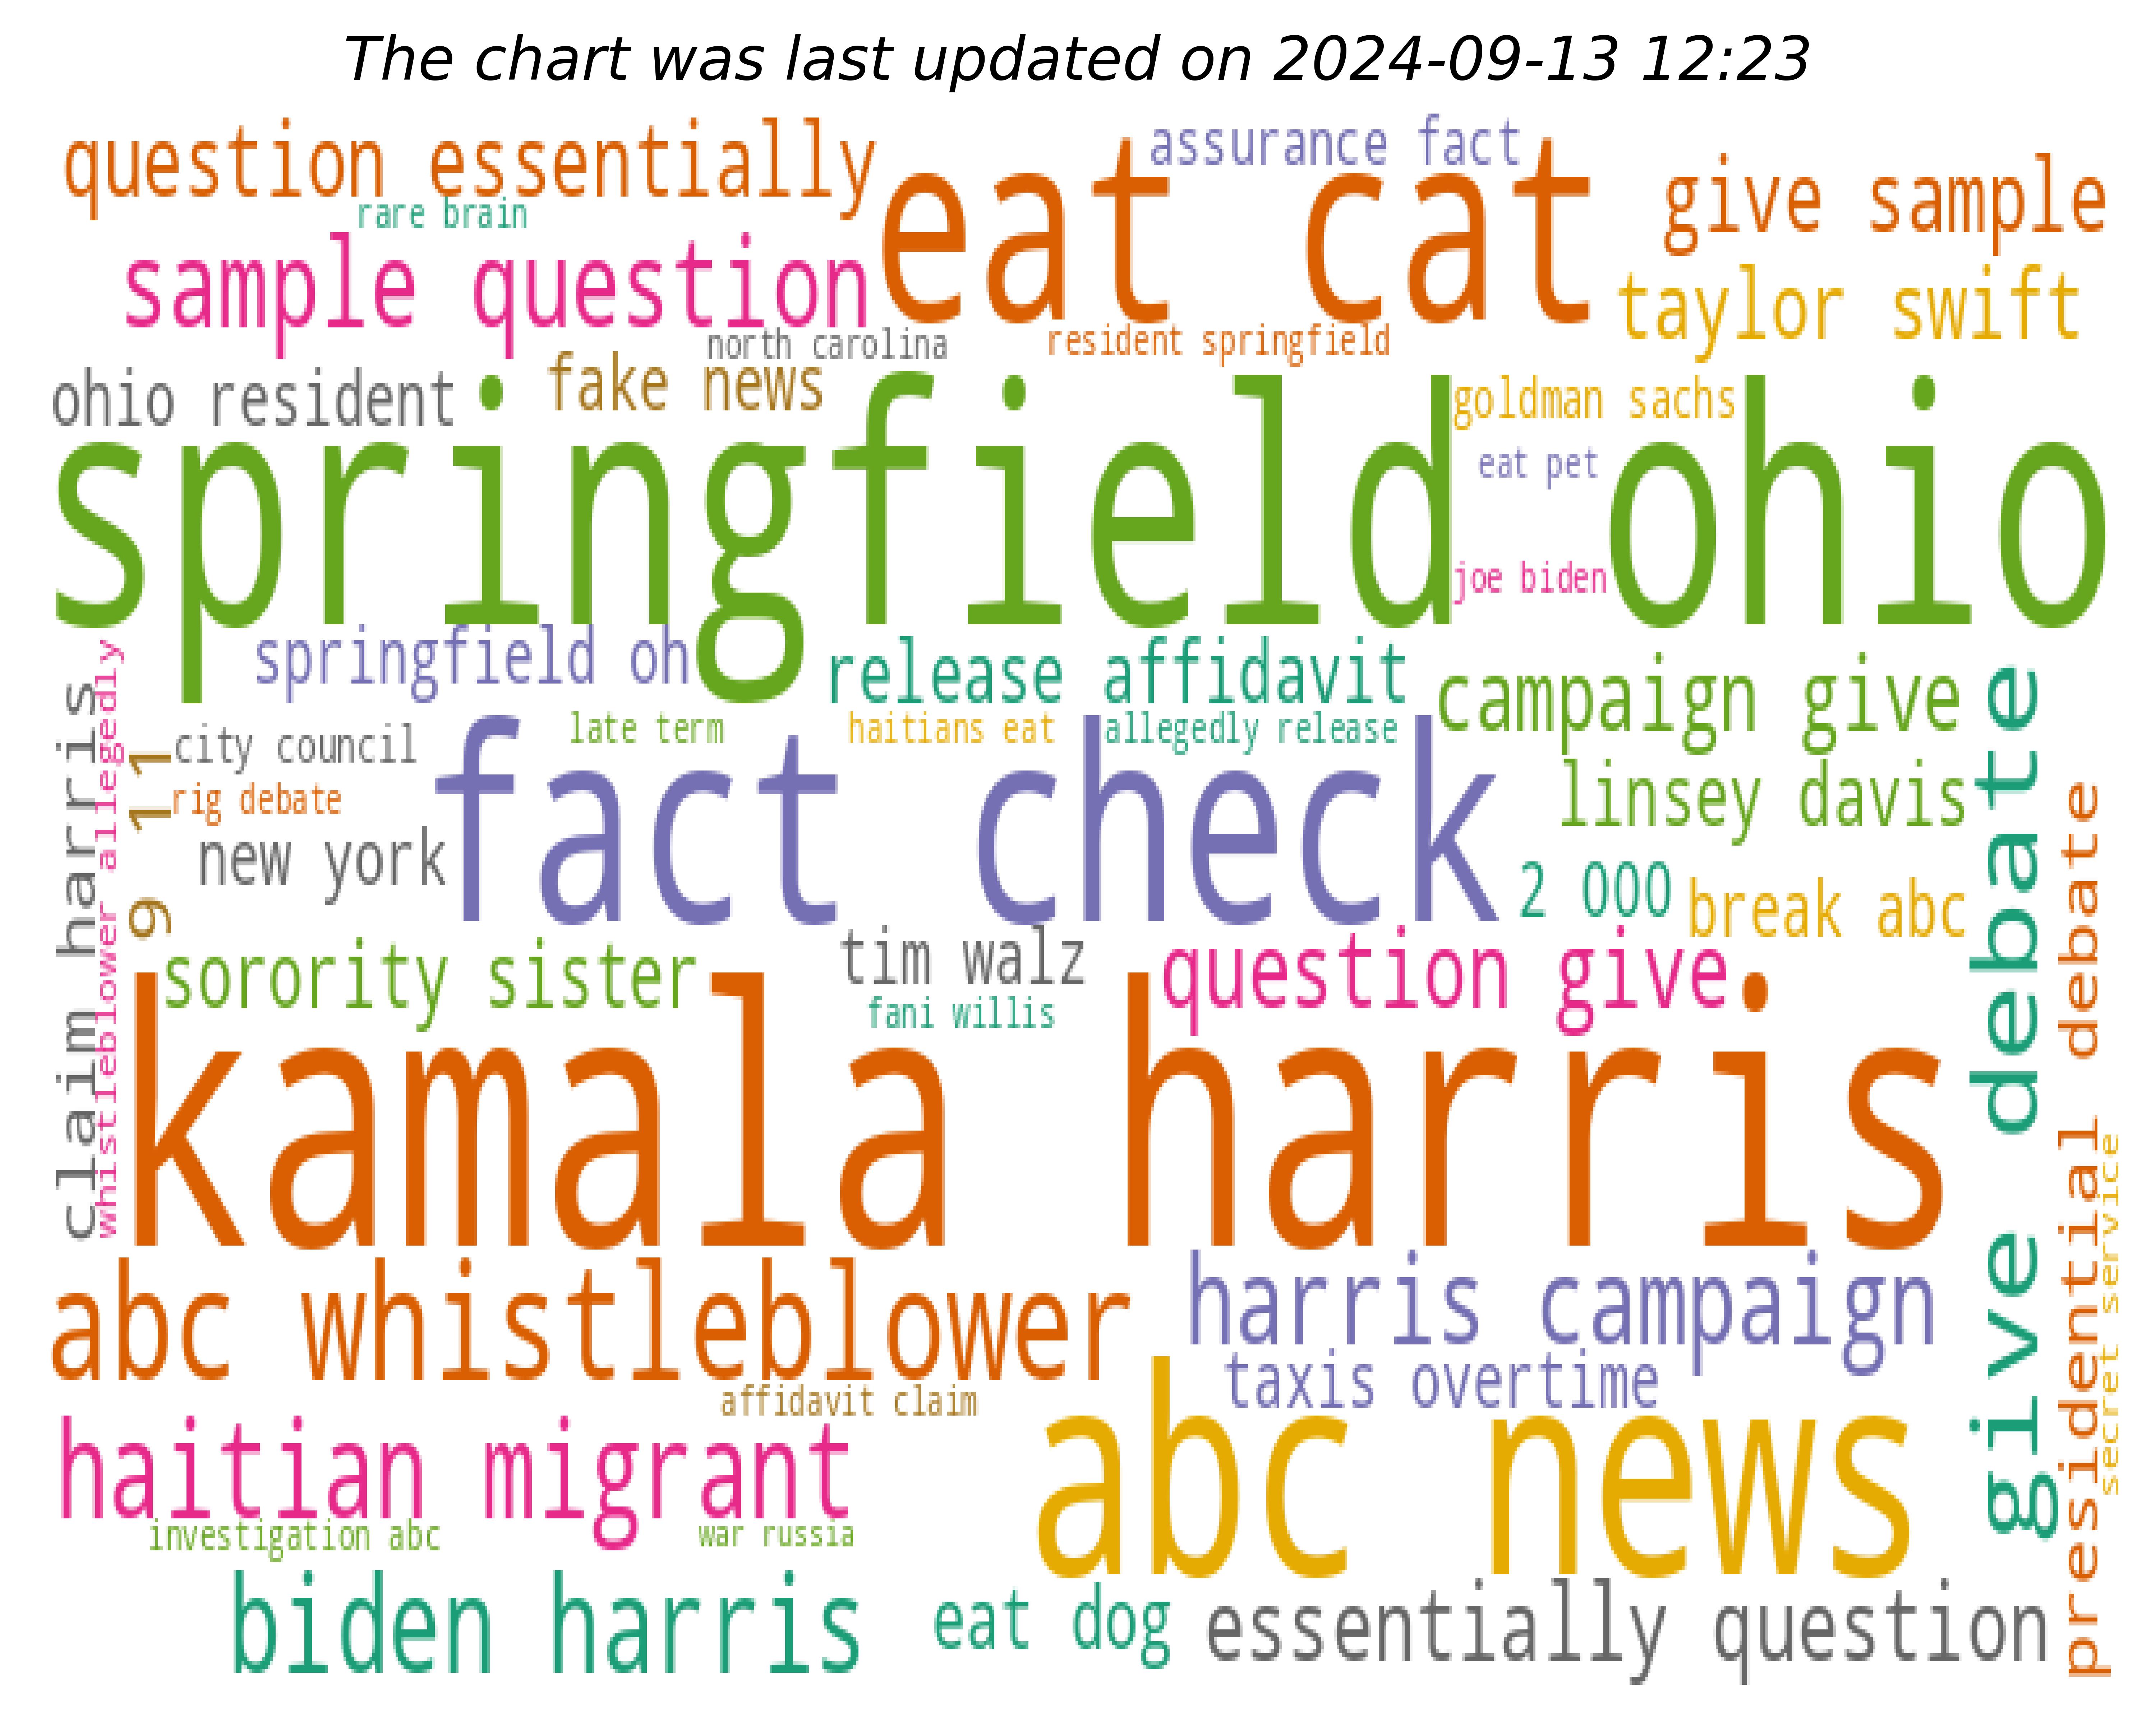 The chart was last updated on 2024-09-13 12:23
question essentially
eat cat
assurance fact
give sample
rare brain
sample question
taylor swift
north carolina
resident springfield
ohio resident
fake news
goldman sachs
springfield ohio
eat pet
joe biden
springfield oh
release affidavit
campaign give
city council
late term
haitians eat
allegedly release
fact check
rig debate
linsey davis
new york
2 000
break abc
9 11
claim harris
whistleblower allegedly
sorority sister
tim walz
question give
fani willis
kamala harris
give debate
presidential debate
secret service
abc whistleblower
harris campaign
taxis overtime
affidavit claim
haitian migrant
abc news
investigation abc
war russia
biden harris
eat dog
essentially question